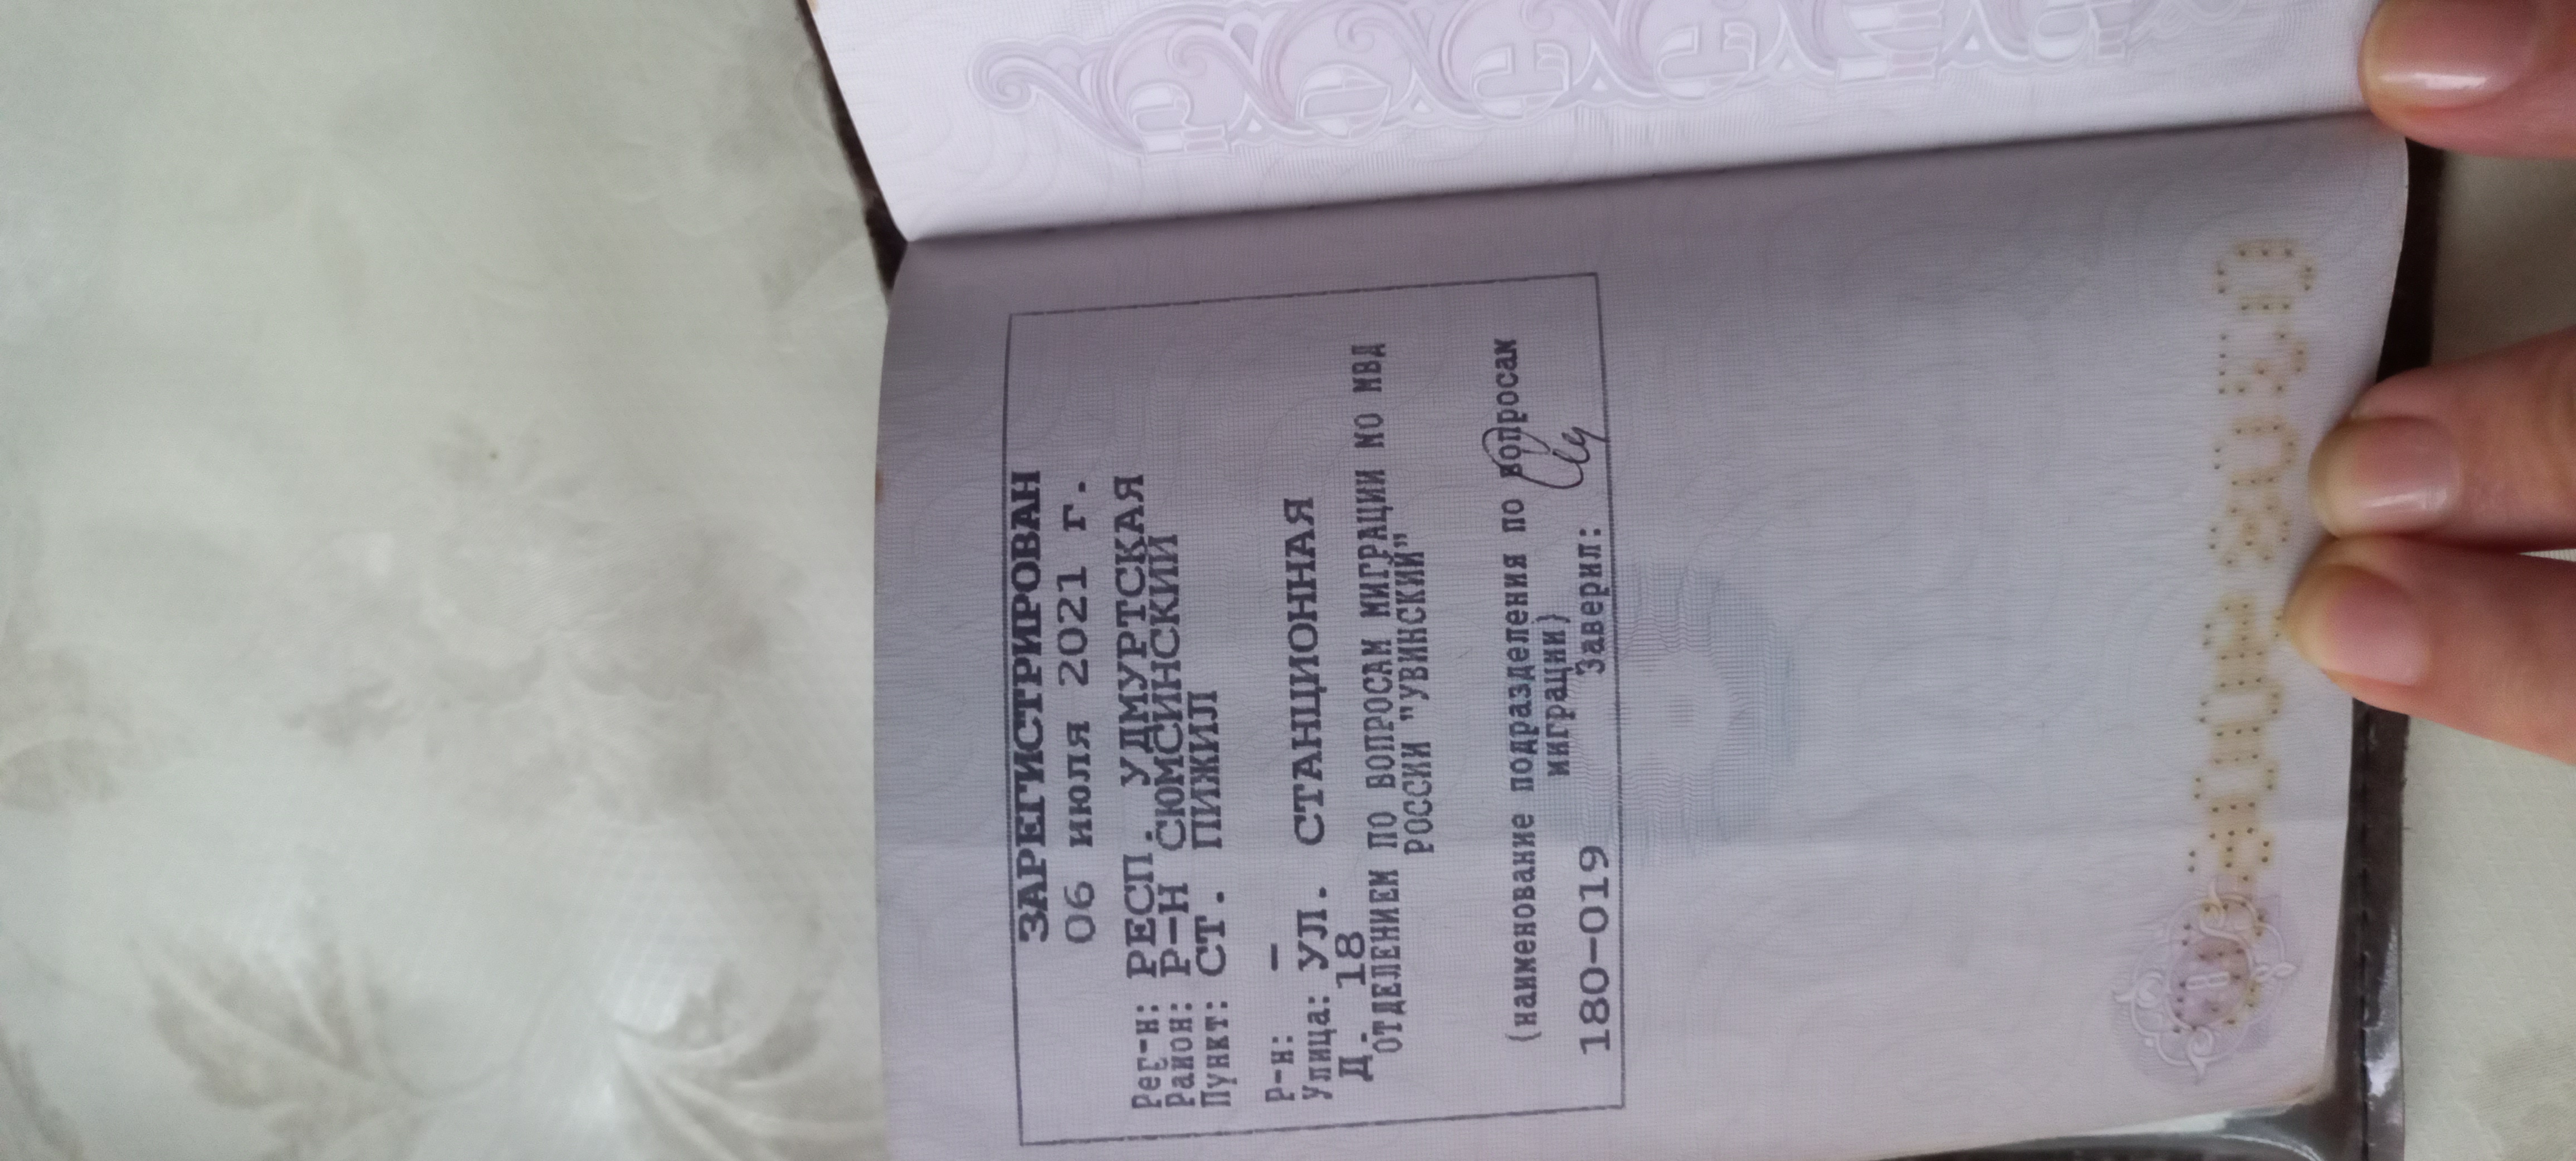 ЗАРЕГИСТРИРОВАН
06 июля 2021 г.
Рег-н: РЕСП. УДМУРТСКАЯ
Район: Р-Н СЮМСИНСКИЙ
Пункт: СТ. ПИЖИЛ
Р-н: –
Улица: УЛ. СТАНЦИОННАЯ
Д. 18
ОТДЕЛЕНИЕМ ПО ВОПРОСАМ МИГРАЦИИ МО МВД
РОССИИ "УВИНСКИЙ"
(наименование подразделения по вопросам
миграции)
180-019 Заверил: